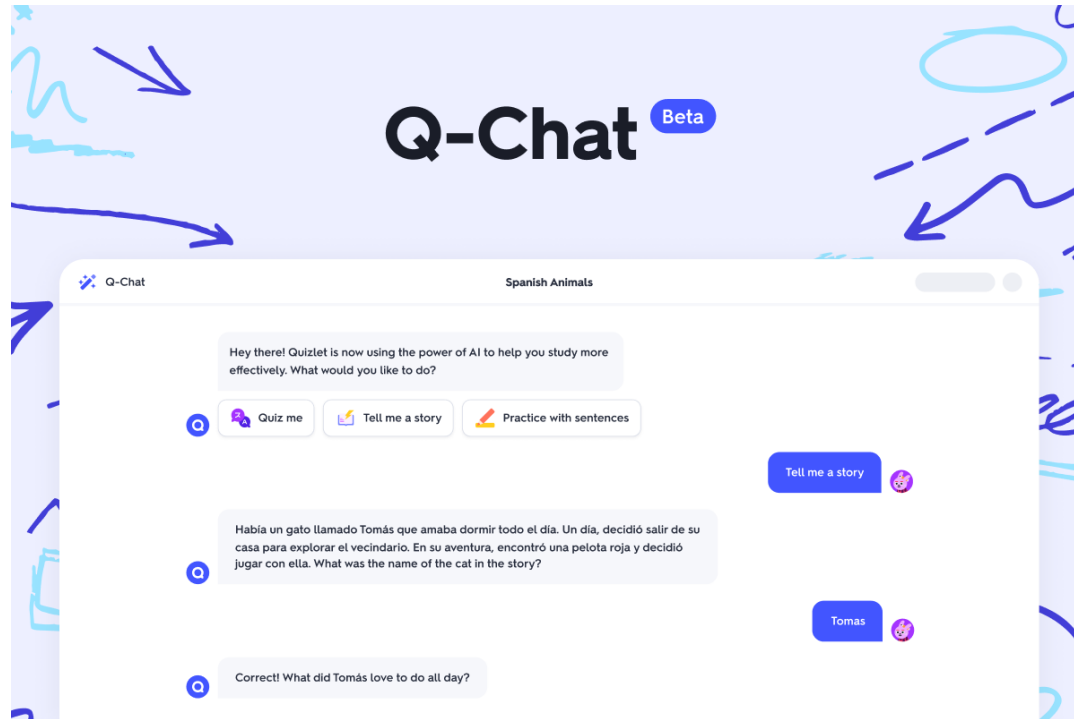 Q-Chat Beta
Q-Chat
Spanish Animals
Hey there! Quizlet is now using the power of AI to help you study more
effectively. What would you like to do?
Quiz me
Tell me a story
Practice with sentences
Tell me a story
Había un gato llamado Tomás que amaba dormir todo el día. Un día, decidió salir de su
casa para explorar el vecindario. En su aventura, encontró una pelota roja y decidió
jugar con ella. What was the name of the cat in the story?
Tomas
Correct! What did Tomás love to do all day?